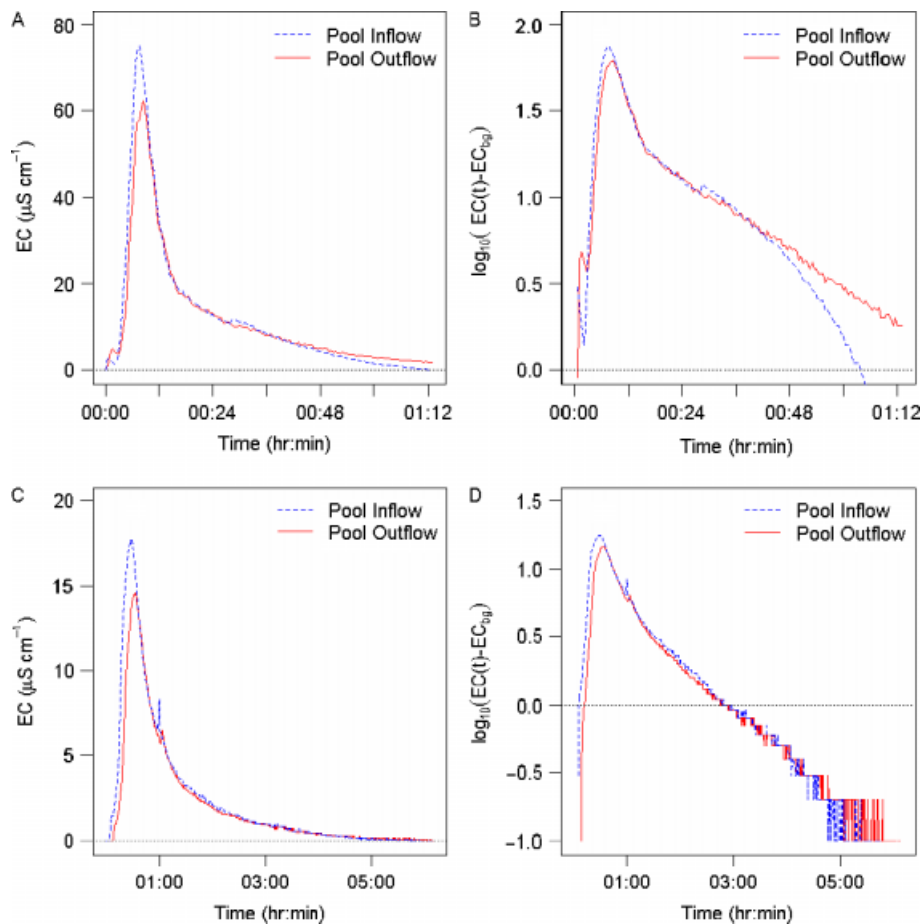 A
80
60
40
20
0
EC (μS cm⁻¹)
Pool Inflow
Pool Outflow
00:00 00:24 00:48 01:12
Time (hr:min)
B
2.0
1.5
1.0
0.5
0.0
log₁₀( EC(t)-EC_bg)
Pool Inflow
Pool Outflow
00:00 00:24 00:48 01:12
Time (hr:min)
C
20
15
10
5
0
EC (μS cm⁻¹)
Pool Inflow
Pool Outflow
01:00 03:00 05:00
Time (hr:min)
D
1.5
1.0
0.5
0.0
−0.5
−1.0
log₁₀(EC(t)-EC_bg)
Pool Inflow
Pool Outflow
01:00 03:00 05:00
Time (hr:min)